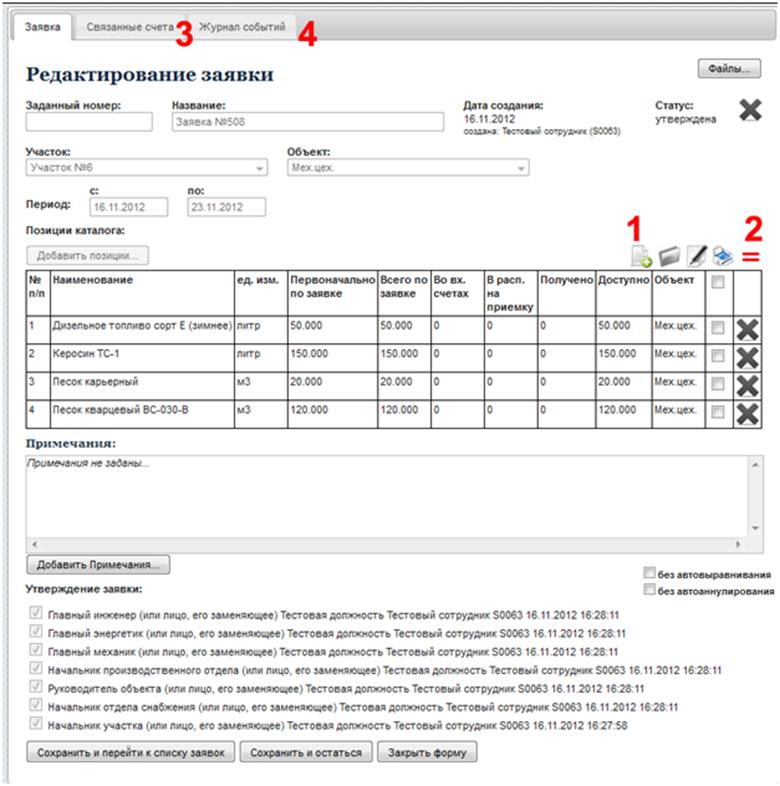 Заявка Связанные счета 3 Журнал событий 4
Редактирование заявки Файлы...
Заданный номер: Название: Дата создания: Статус:
Заявка №508 16.11.2012 утверждена
создана: Тестовый сотрудник (S0063)
Участок: Объект:
Участок №6 Мех.цех.
с: по:
Период: 16.11.2012 23.11.2012
Позиции каталога: 1 2
Добавить позиции... =
№ п/п Наименование ед. изм. Первоначально по заявке Всего по заявке Во вх. счетах В расп. на приемку Получено Доступно Объект
1 Дизельное топливо сорт Е (зимнее) литр 50.000 50.000 0 0 0 50.000 Мех.цех.
2 Керосин ТС-1 литр 150.000 150.000 0 0 0 150.000 Мех.цех.
3 Песок карьерный м3 20.000 20.000 0 0 0 20.000 Мех.цех.
4 Песок кварцевый ВС-030-В м3 120.000 120.000 0 0 0 120.000 Мех.цех.
Примечания:
Примечания не заданы...
Добавить Примечания...
без автовыравнивания
Утверждение заявки: без автоаннулирования
Главный инженер (или лицо, его заменяющее) Тестовая должность Тестовый сотрудник S0063 16.11.2012 16:28:11
Главный энергетик (или лицо, его заменяющее) Тестовая должность Тестовый сотрудник S0063 16.11.2012 16:28:11
Главный механик (или лицо, его заменяющее) Тестовая должность Тестовый сотрудник S0063 16.11.2012 16:28:11
Начальник производственного отдела (или лицо, его заменяющее) Тестовая должность Тестовый сотрудник S0063 16.11.2012 16:28:11
Руководитель объекта (или лицо, его заменяющее) Тестовая должность Тестовый сотрудник S0063 16.11.2012 16:28:11
Начальник отдела снабжения (или лицо, его заменяющее) Тестовая должность Тестовый сотрудник S0063 16.11.2012 16:28:11
Начальник участка (или лицо, его заменяющее) Тестовая должность Тестовый сотрудник S0063 16.11.2012 16:27:58
Сохранить и перейти к списку заявок Сохранить и остаться Закрыть форму